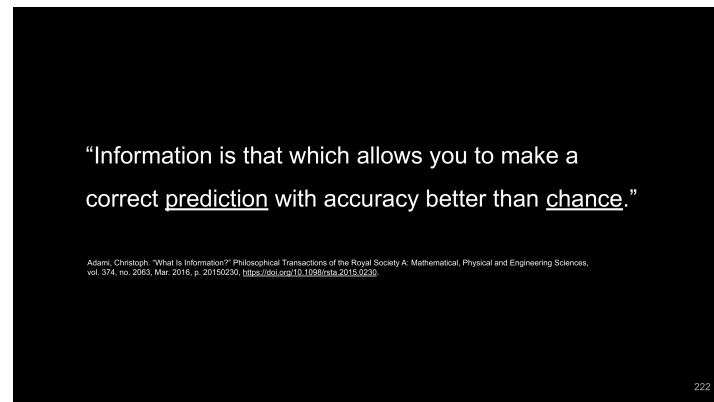 “Information is that which allows you to make a
correct prediction with accuracy better than chance.”
Adami, Christoph. “What Is Information?” Philosophical Transactions of the Royal Society A: Mathematical, Physical and Engineering Sciences,
vol. 374, no. 2063, Mar. 2016, p. 20150230, https://doi.org/10.1098/rsta.2015.0230.
222